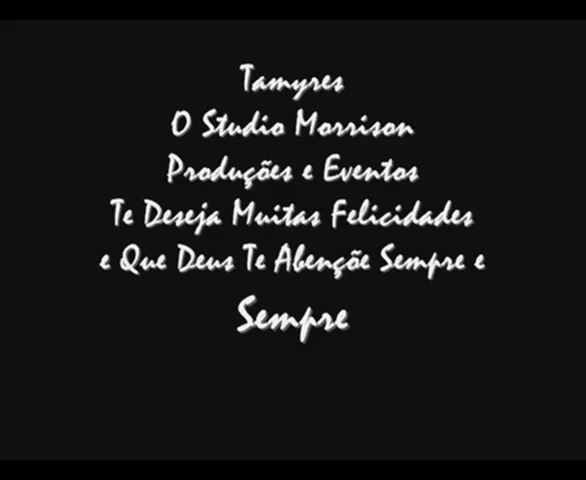 Tamyres
O Studio Morrison
Produções e Eventos
Te Deseja Muitas Felicidades
e Que Deus Te Abençõe Sempre e
Sempre